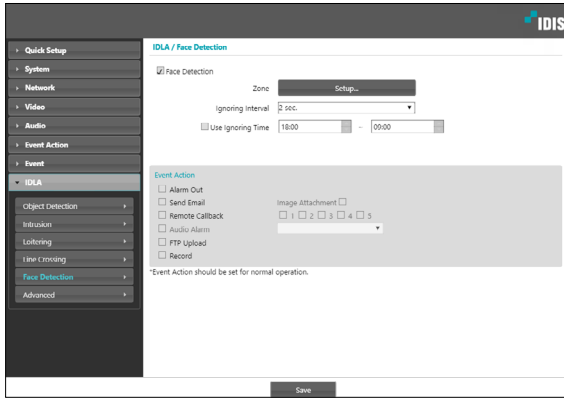 IDIS
Quick Setup
System
Network
Video
Audio
Event Action
Event
IDLA
Object Detection
Intrusion
Loitering
Line Crossing
Face Detection
Advanced
IDLA / Face Detection
Face Detection
Zone Setup...
Ignoring Interval 2 sec.
Use Ignoring Time 18:00 ~ 09:00
Event Action
Alarm Out
Send Email Image Attachment
Remote Callback 1 2 3 4 5
Audio Alarm
FTP Upload
Record
*Event Action should be set for normal operation.
Save